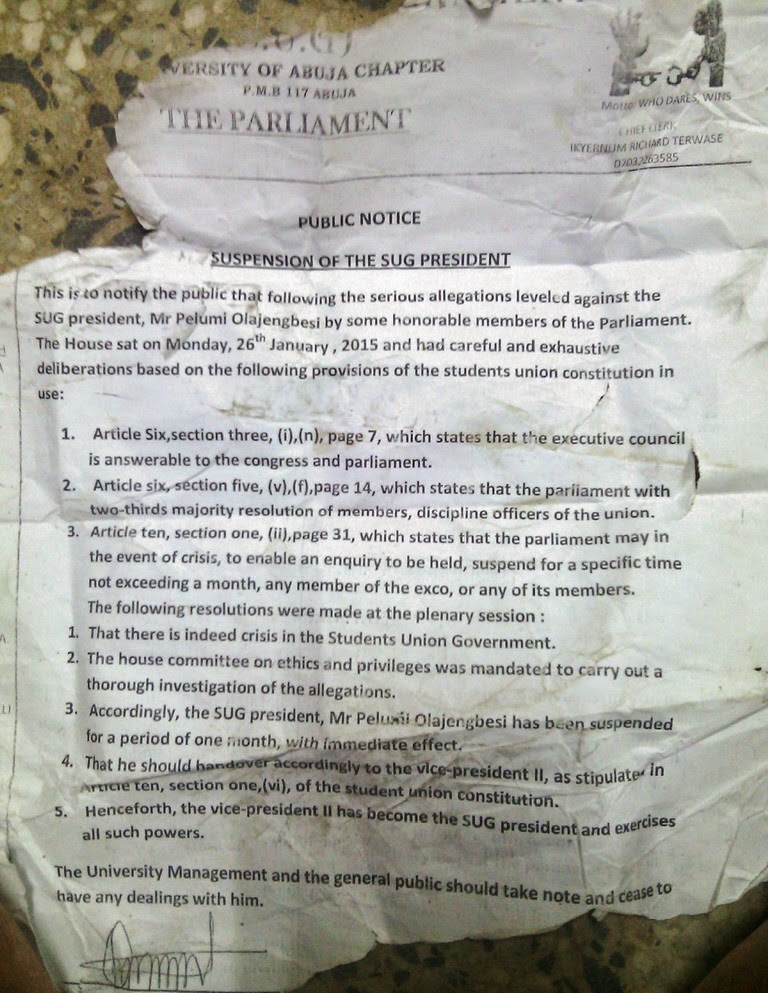 VERSITY OF ABUJA CHAPTER
P.M.B 117 ABUJA
THE PARLIAMENT
Motto: WHO DARES, WINS
CHIEF CLERK
IKYERNUM RICHARD TERWASE
07032263585
PUBLIC NOTICE
SUSPENSION OF THE SUG PRESIDENT
This is to notify the public that following the serious allegations leveled against the
SUG president, Mr Pelumi Olajengbesi by some honorable members of the Parliament.
The House sat on Monday, 26th January , 2015 and had careful and exhaustive
deliberations based on the following provisions of the students union constitution in
use:
1. Article Six,section three, (i),(n), page 7, which states that the executive council
is answerable to the congress and parliament.
2. Article six, section five, (v),(f),page 14, which states that the parliament with
two-thirds majority resolution of members, discipline officers of the union.
3. Article ten, section one, (ii),page 31, which states that the parliament may in
the event of crisis, to enable an enquiry to be held, suspend for a specific time
not exceeding a month, any member of the exco, or any of its members.
The following resolutions were made at the plenary session :
1. That there is indeed crisis in the Students Union Government.
2. The house committee on ethics and privileges was mandated to carry out a
thorough investigation of the allegations.
3. Accordingly, the SUG president, Mr Pelumi Olajengbesi has been suspended
for a period of one month, with immediate effect.
4. That he should handover accordingly to the vice-president II, as stipulated in
Article ten, section one,(vi), of the student union constitution.
5. Henceforth, the vice-president II has become the SUG president and exercises
all such powers.
The University Management and the general public should take note and cease to
have any dealings with him.